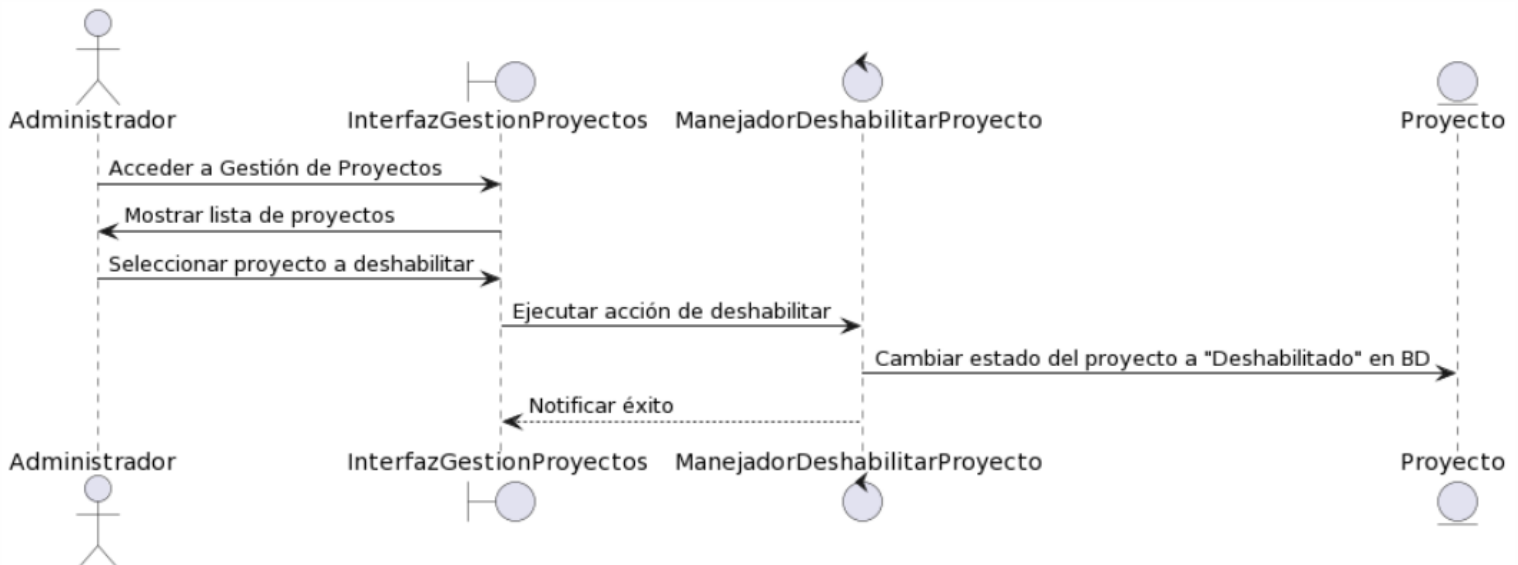 Administrador
InterfazGestionProyectos
ManejadorDeshabilitarProyecto
Proyecto
Acceder a Gestión de Proyectos
Mostrar lista de proyectos
Seleccionar proyecto a deshabilitar
Ejecutar acción de deshabilitar
Cambiar estado del proyecto a "Deshabilitado" en BD
Notificar éxito
Administrador
InterfazGestionProyectos
ManejadorDeshabilitarProyecto
Proyecto